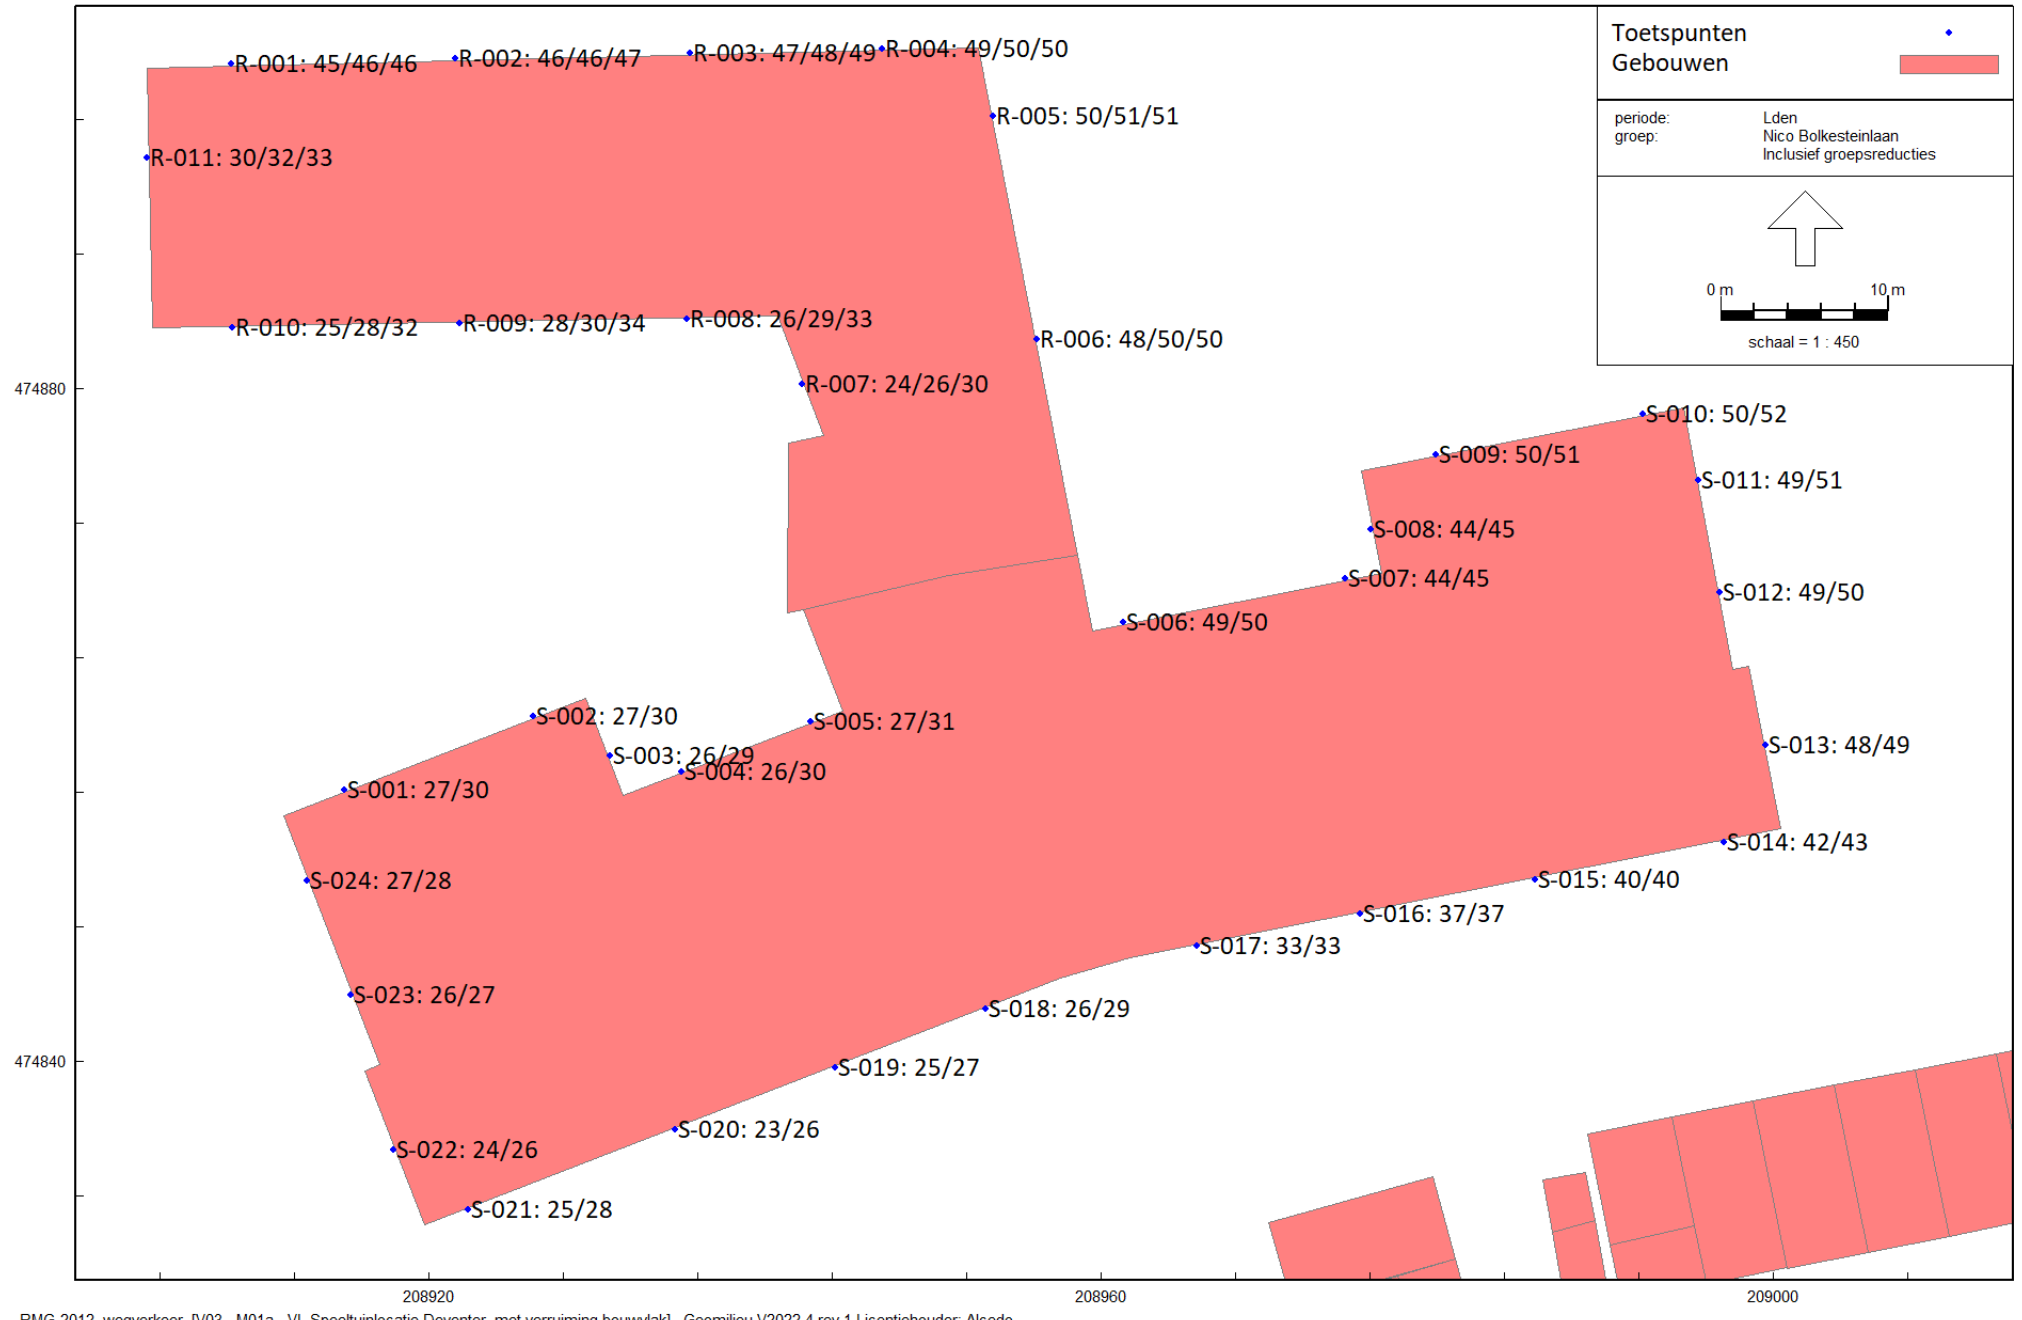 Toetspunten
Gebouwen
periode: Lden
groep: Nico Bolkesteinlaan
Inclusief groepsreducties
0 m 10 m
schaal = 1 : 450
R-001: 45/46/46
R-002: 46/46/47
R-003: 47/48/49
R-004: 49/50/50
R-005: 50/51/51
R-011: 30/32/33
R-010: 25/28/32
R-009: 28/30/34
R-008: 26/29/33
R-006: 48/50/50
R-007: 24/26/30
474880
S-010: 50/52
S-009: 50/51
S-011: 49/51
S-008: 44/45
S-007: 44/45
S-012: 49/50
S-006: 49/50
S-002: 27/30
S-005: 27/31
S-013: 48/49
S-003: 26/29
S-004: 26/30
S-001: 27/30
S-014: 42/43
S-024: 27/28
S-015: 40/40
S-016: 37/37
S-017: 33/33
S-023: 26/27
S-018: 26/29
474840
S-019: 25/27
S-020: 23/26
S-022: 24/26
S-021: 25/28
208920 208960 209000